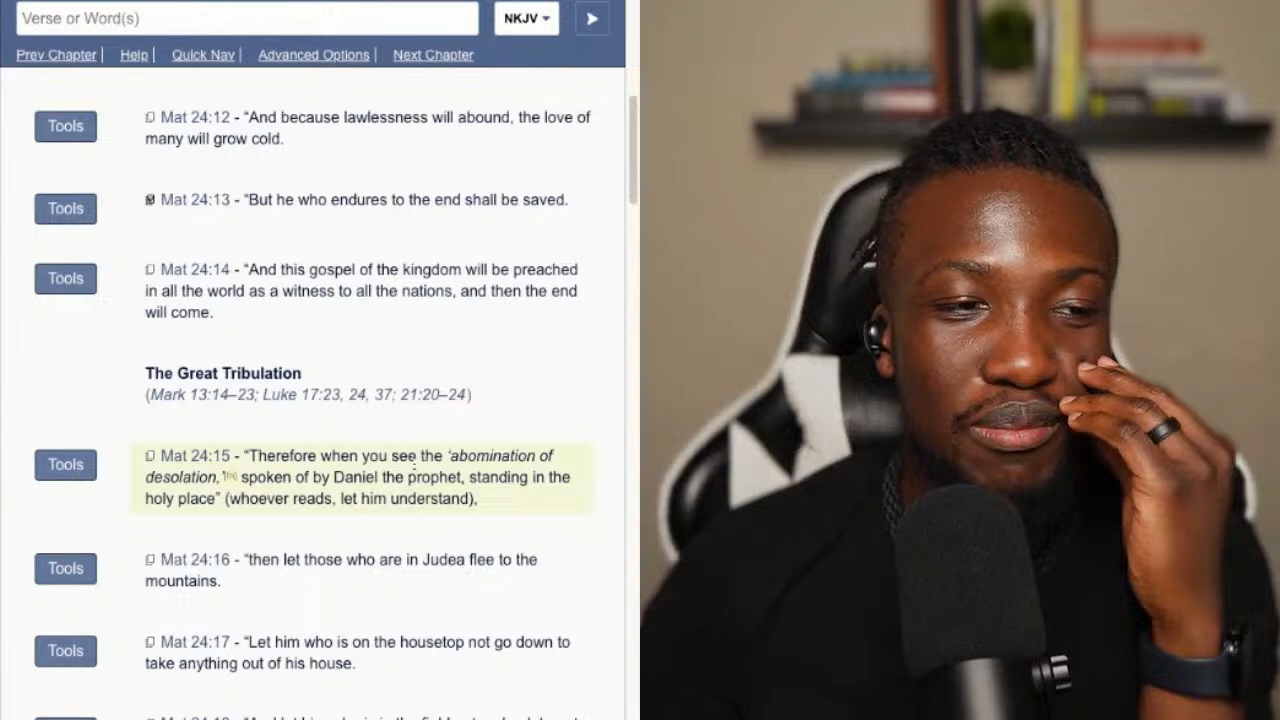 Verse or Word(s)
NKJV
Prev Chapter | Help | Quick Nav | Advanced Options | Next Chapter
Tools
Mat 24:12 - “And because lawlessness will abound, the love of
many will grow cold.
Tools
Mat 24:13 - “But he who endures to the end shall be saved.
Tools
Mat 24:14 - “And this gospel of the kingdom will be preached
in all the world as a witness to all the nations, and then the end
will come.
The Great Tribulation
(Mark 13:14–23; Luke 17:23, 24, 37; 21:20–24)
Tools
Mat 24:15 - “Therefore when you see the ‘abomination of
desolation,’ spoken of by Daniel the prophet, standing in the
holy place” (whoever reads, let him understand),
Tools
Mat 24:16 - “then let those who are in Judea flee to the
mountains.
Tools
Mat 24:17 - “Let him who is on the housetop not go down to
take anything out of his house.